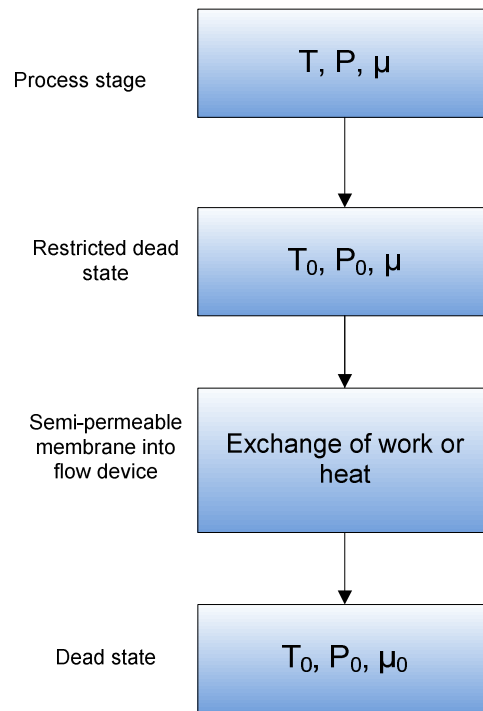 Process stage
T, P, µ
Restricted dead
state
T₀, P₀, µ
Semi-permeable
membrane into
flow device
Exchange of work or
heat
Dead state
T₀, P₀, µ₀